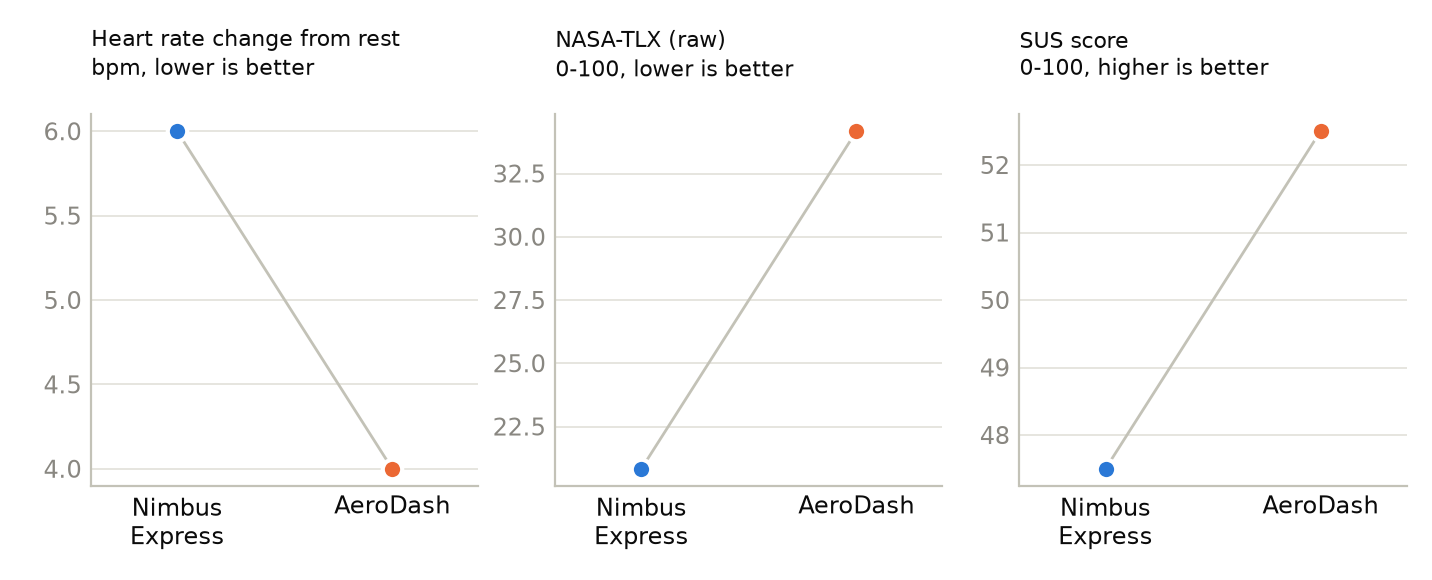 Heart rate change from rest
bpm, lower is better
6.0
5.5
5.0
4.5
4.0
Nimbus
Express
AeroDash
NASA-TLX (raw)
0-100, lower is better
32.5
30.0
27.5
25.0
22.5
Nimbus
Express
AeroDash
SUS score
0-100, higher is better
52
51
50
49
48
Nimbus
Express
AeroDash